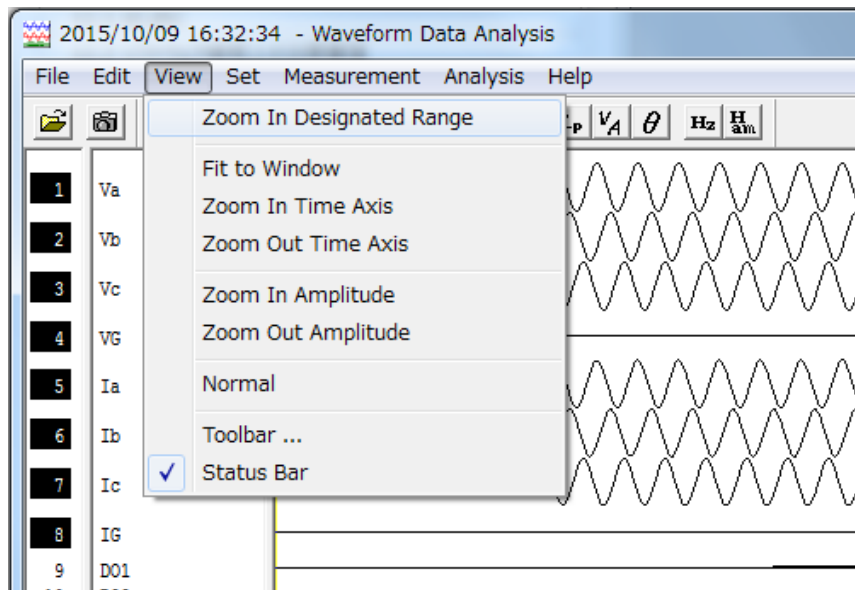 2015/10/09 16:32:34 - Waveform Data Analysis
File Edit View Set Measurement Analysis Help
Zoom In Designated Range
-P V/A θ Hz Ham
Fit to Window
Zoom In Time Axis
Zoom Out Time Axis
Zoom In Amplitude
Zoom Out Amplitude
Normal
Toolbar ...
Status Bar
1 Va
2 Vb
3 Vc
4 VG
5 Ia
6 Ib
7 Ic
8 IG
9 DO1